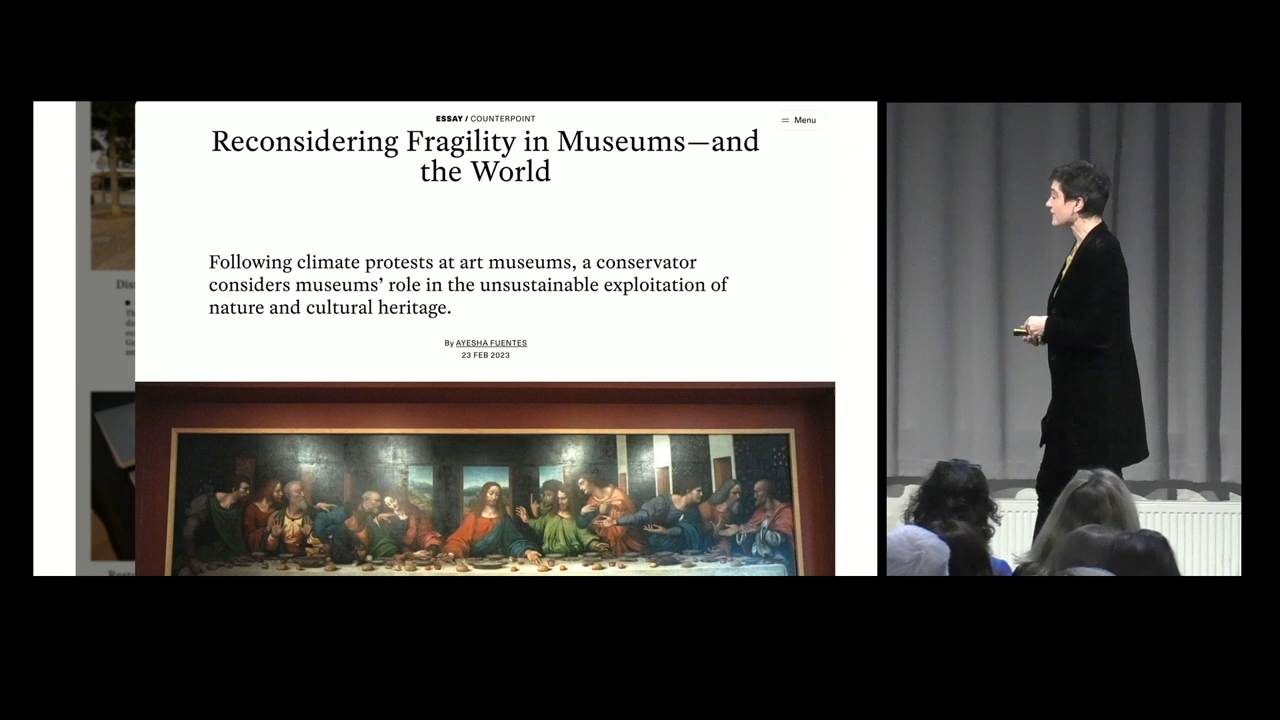 ESSAY / COUNTERPOINT
Menu
Reconsidering Fragility in Museums—and
the World
Following climate protests at art museums, a conservator
considers museums’ role in the unsustainable exploitation of
nature and cultural heritage.
By AYESHA FUENTES
23 FEB 2023